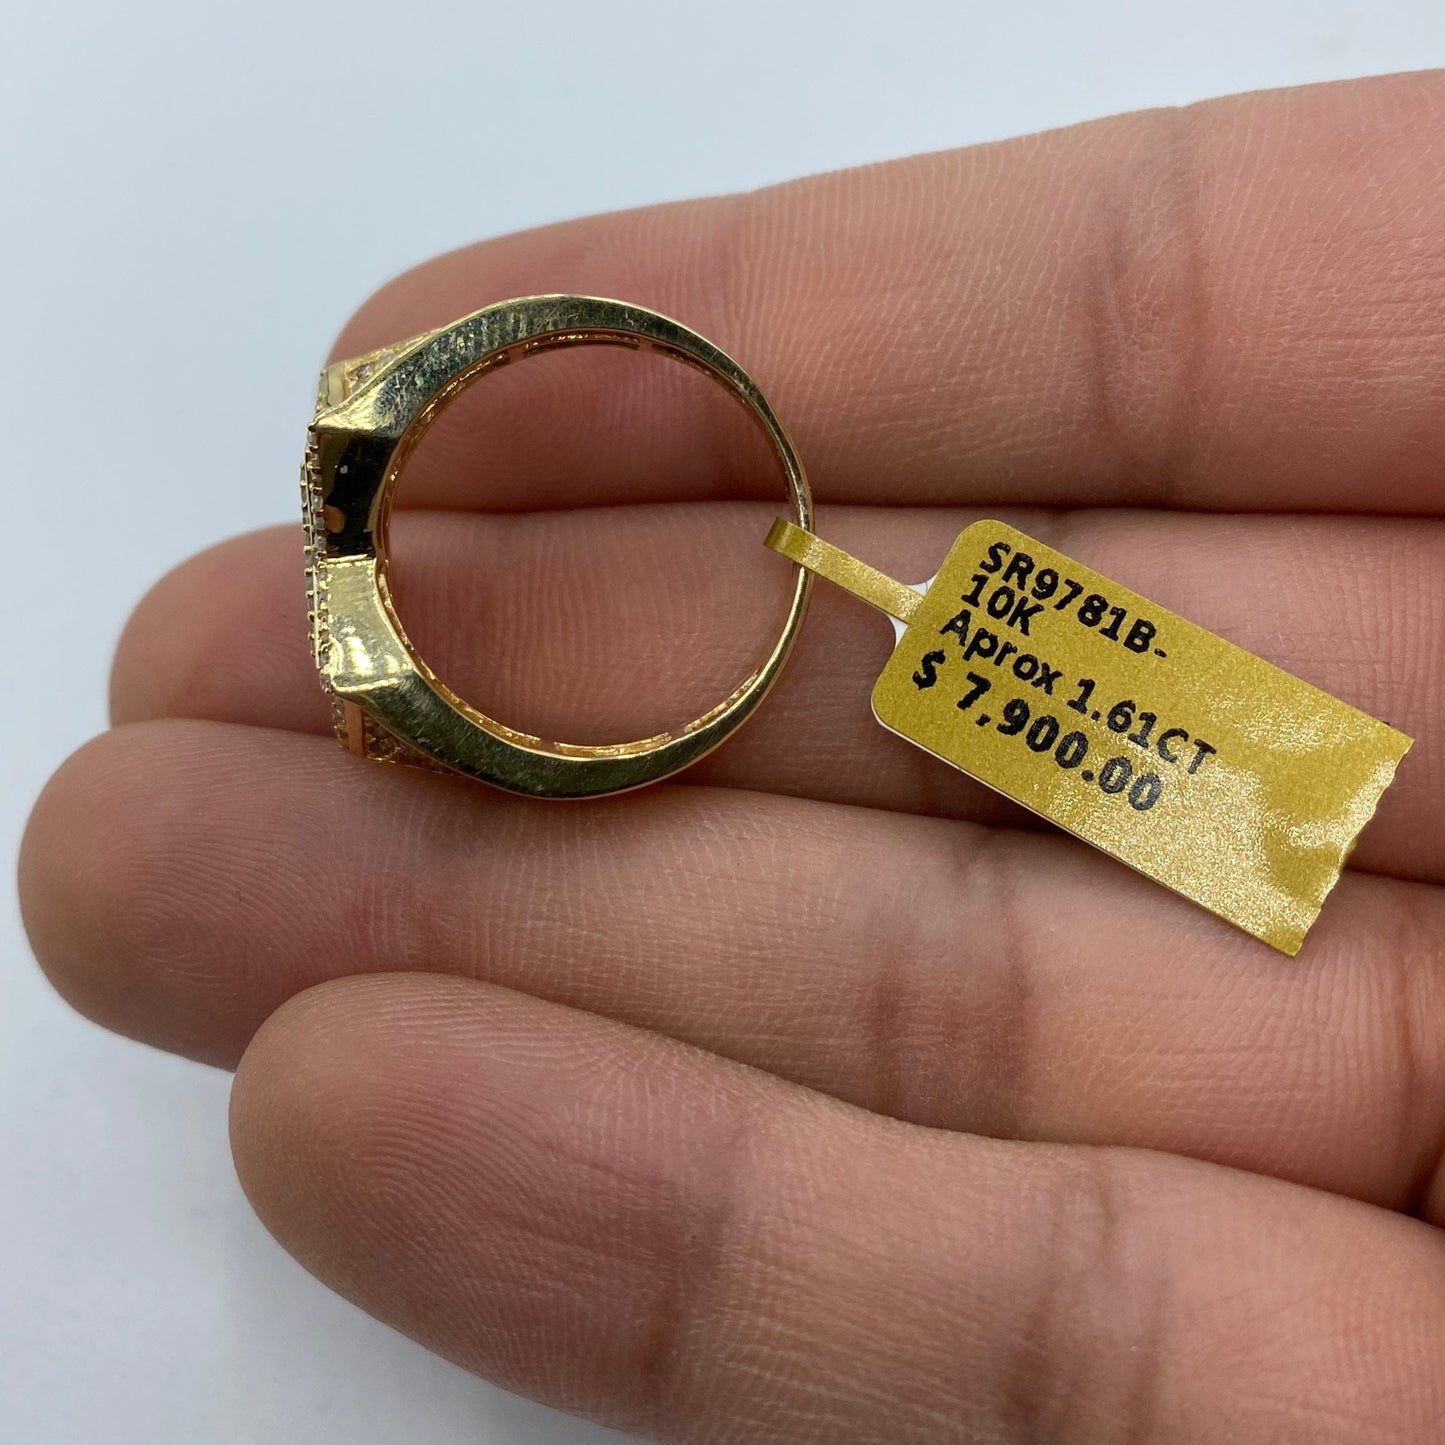 SR9781B-
10K
Aprox 1.61CT
$ 7,900.00